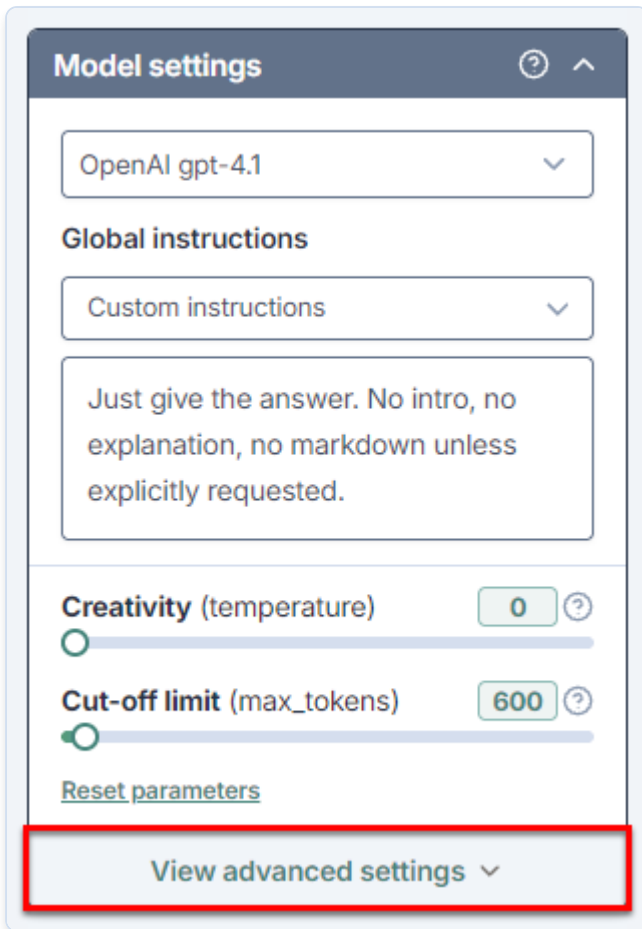 Model settings
OpenAI gpt-4.1
Global instructions
Custom instructions
Just give the answer. No intro, no
explanation, no markdown unless
explicitly requested.
Creativity (temperature) 0
Cut-off limit (max_tokens) 600
Reset parameters
View advanced settings